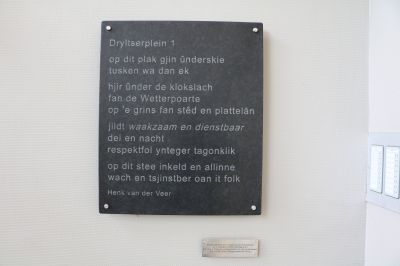 Dryltserplein 1
op dit plak gjin ûnderskie
tusken wa dan ek
hjir ûnder de klokslach
fan de Wetterpoarte
op 'e grins fan stêd en plattelân
jildt waakzaam en dienstbaar
dei en nacht
respektfol ynteger tagonklik
op dit stee inkeld en allinne
wach en tsjinstber oan it folk
Henk van der Veer